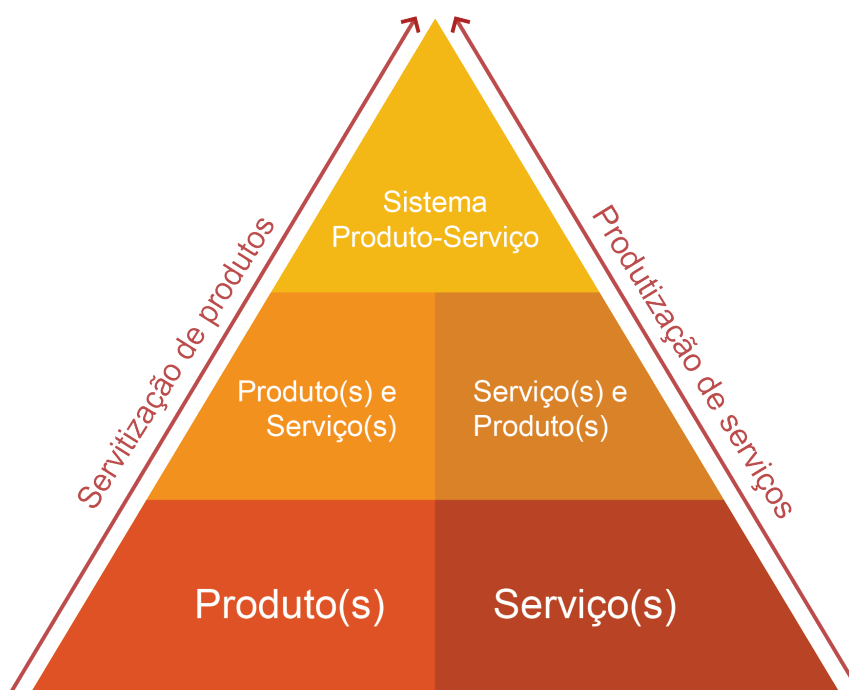 Sistema
Produto-Serviço
Servitização de produtos
Produtização de serviços
Produto(s) e
Serviço(s)
Serviço(s) e
Produto(s)
Produto(s)
Serviço(s)